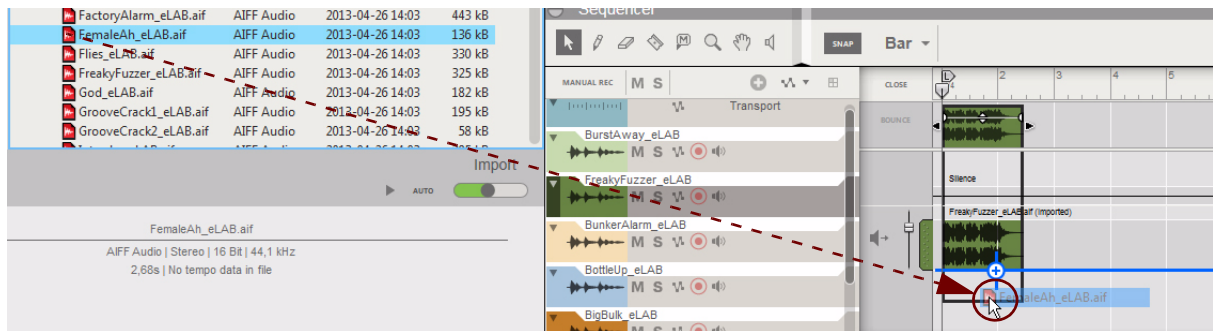 FactoryAlarm_eLAB.aif AIFF Audio 2013-04-26 14:03 443 kB
FemaleAh_eLAB.aif AIFF Audio 2013-04-26 14:03 136 kB
Flies_eLAB.aif AIFF Audio 2013-04-26 14:03 330 kB
FreakyFuzzer_eLAB.aif AIFF Audio 2013-04-26 14:03 325 kB
God_eLAB.aif AIFF Audio 2013-04-26 14:03 182 kB
GrooveCrack1_eLAB.aif AIFF Audio 2013-04-26 14:03 195 kB
GrooveCrack2_eLAB.aif AIFF Audio 2013-04-26 14:03 58 kB
Import
AUTO
FemaleAh_eLAB.aif
AIFF Audio | Stereo | 16 Bit | 44,1 kHz
2,68s | No tempo data in file
Sequencer
M
SNAP Bar
MANUAL REC M S
CLOSE L 2 3 4 5
Transport
BOUNCE
BurstAway_eLAB
M S
FreakyFuzzer_eLAB
M S
BunkerAlarm_eLAB
M S
BottleUp_eLAB
M S
BigBulk_eLAB
M S
Silence
FreakyFuzzer_eLAB.aif (imported)
FemaleAh_eLAB.aif